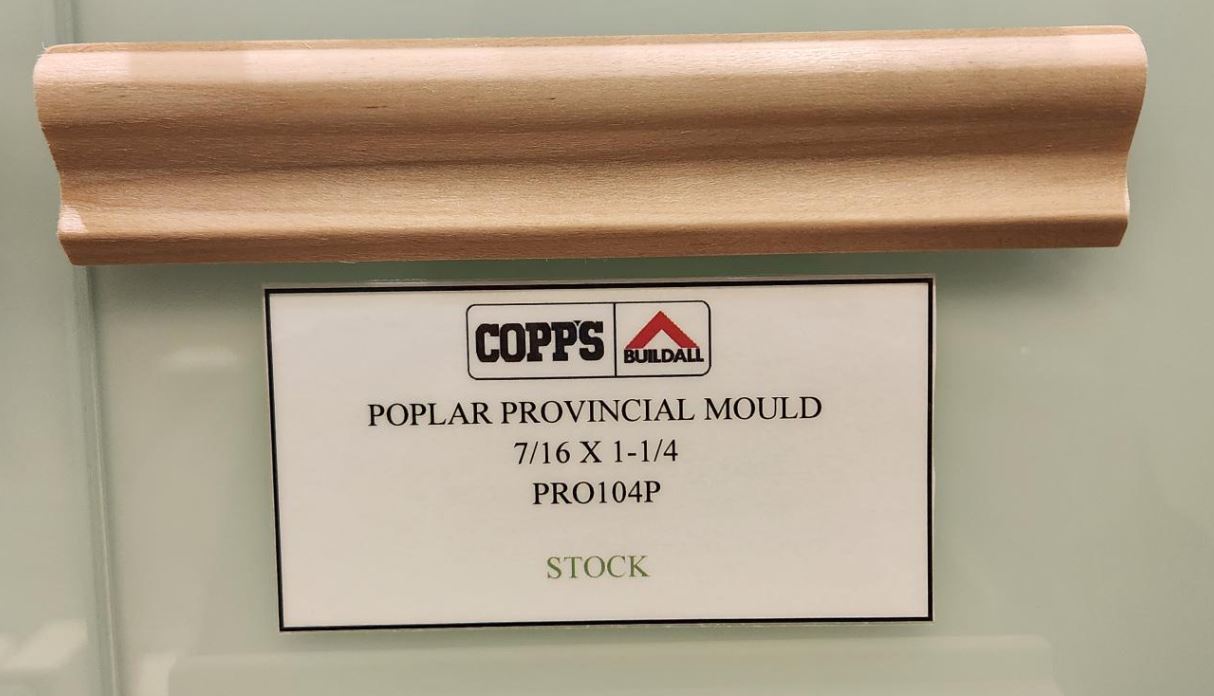 COPP'S BUILDALL
POPLAR PROVINCIAL MOULD
7/16 X 1-1/4
PRO104P
STOCK